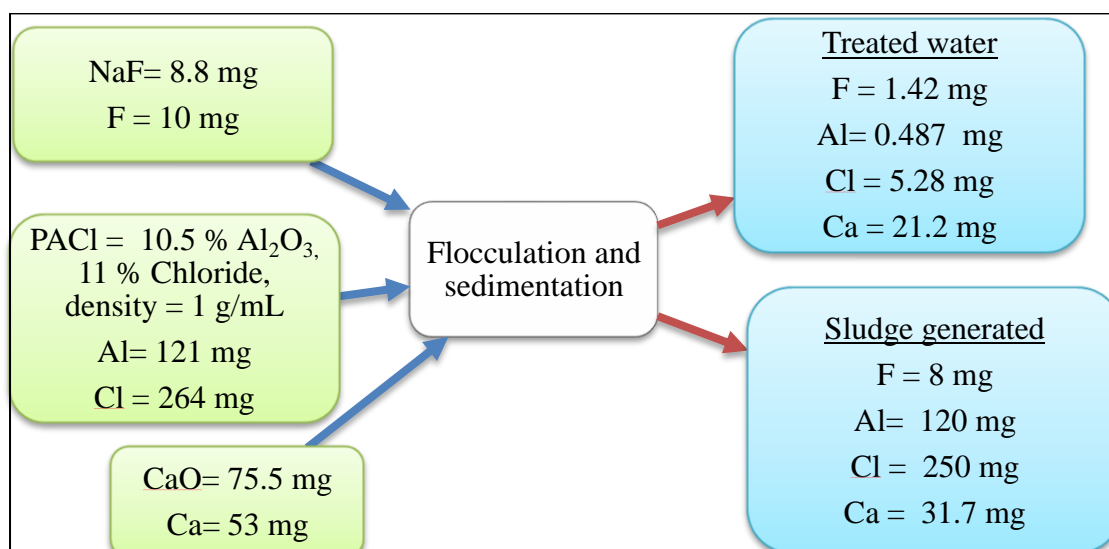 NaF= 8.8 mg
F = 10 mg
PACl = 10.5 % Al₂O₃,
11 % Chloride,
density = 1 g/mL
Al= 121 mg
Cl = 264 mg
CaO= 75.5 mg
Ca= 53 mg
Flocculation and
sedimentation
Treated water
F = 1.42 mg
Al= 0.487 mg
Cl = 5.28 mg
Ca = 21.2 mg
Sludge generated
F = 8 mg
Al= 120 mg
Cl = 250 mg
Ca = 31.7 mg